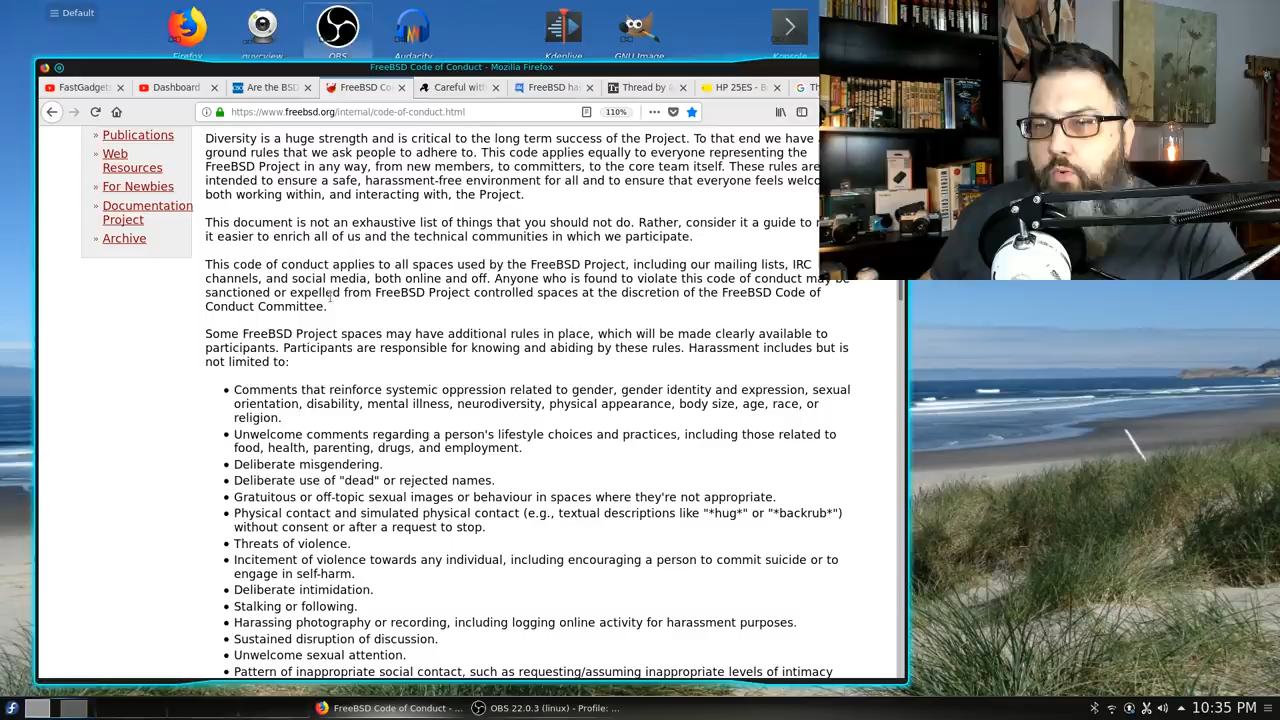 Default
Firefox
guvcview
OBS
Audacity
Kdenlive
GNU Image
Konsole
FreeBSD Code of Conduct - Mozilla Firefox
FastGadget
Dashboard
Are the BSD
FreeBSD Co
Careful with
FreeBSD ha
Thread by
HP 25ES - B
Th
https://www.freebsd.org/internal/code-of-conduct.html
110%
» Publications
» Web
Resources
» For Newbies
» Documentation
Project
» Archive
Diversity is a huge strength and is critical to the long term success of the Project. To that end we have
ground rules that we ask people to adhere to. This code applies equally to everyone representing the
FreeBSD Project in any way, from new members, to committers, to the core team itself. These rules are
intended to ensure a safe, harassment-free environment for all and to ensure that everyone feels welco
both working within, and interacting with, the Project.
This document is not an exhaustive list of things that you should not do. Rather, consider it a guide to
it easier to enrich all of us and the technical communities in which we participate.
This code of conduct applies to all spaces used by the FreeBSD Project, including our mailing lists, IRC
channels, and social media, both online and off. Anyone who is found to violate this code of conduct may be
sanctioned or expelled from FreeBSD Project controlled spaces at the discretion of the FreeBSD Code of
Conduct Committee.
Some FreeBSD Project spaces may have additional rules in place, which will be made clearly available to
participants. Participants are responsible for knowing and abiding by these rules. Harassment includes but is
not limited to:
• Comments that reinforce systemic oppression related to gender, gender identity and expression, sexual
orientation, disability, mental illness, neurodiversity, physical appearance, body size, age, race, or
religion.
• Unwelcome comments regarding a person's lifestyle choices and practices, including those related to
food, health, parenting, drugs, and employment.
• Deliberate misgendering.
• Deliberate use of "dead" or rejected names.
• Gratuitous or off-topic sexual images or behaviour in spaces where they're not appropriate.
• Physical contact and simulated physical contact (e.g., textual descriptions like "*hug*" or "*backrub*")
without consent or after a request to stop.
• Threats of violence.
• Incitement of violence towards any individual, including encouraging a person to commit suicide or to
engage in self-harm.
• Deliberate intimidation.
• Stalking or following.
• Harassing photography or recording, including logging online activity for harassment purposes.
• Sustained disruption of discussion.
• Unwelcome sexual attention.
• Pattern of inappropriate social contact, such as requesting/assuming inappropriate levels of intimacy
FreeBSD Code of Conduct - ...
OBS 22.0.3 (linux) - Profile: ...
10:35 PM